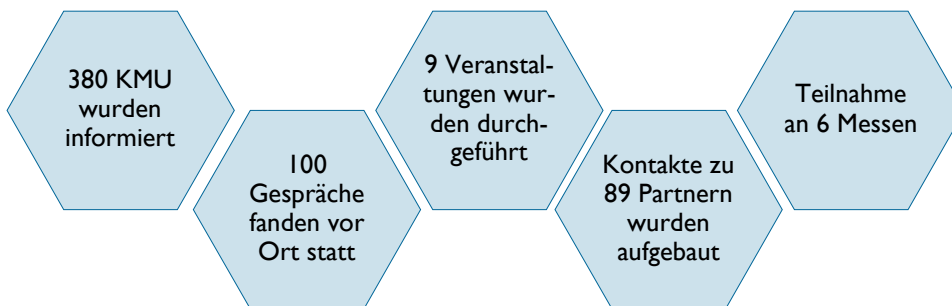 380 KMU
wurden
informiert
100
Gespräche
fanden vor
Ort statt
9 Veranstal-
tungen wur-
den durch-
geführt
Kontakte zu
89 Partnern
wurden
aufgebaut
Teilnahme
an 6 Messen